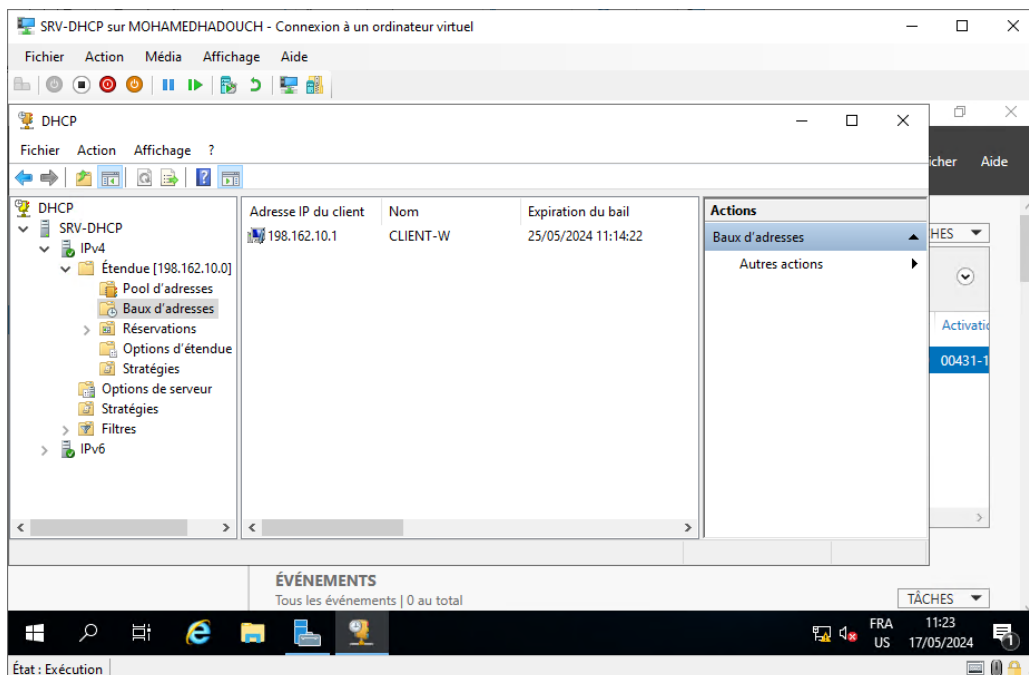 SRV-DHCP sur MOHAMEDHADOUCH - Connexion à un ordinateur virtuel
Fichier Action Média Affichage Aide
DHCP
Fichier Action Affichage ?
icher Aide
DHCP
SRV-DHCP
IPv4
Étendue [198.162.10.0]
Pool d'adresses
Baux d'adresses
Réservations
Options d'étendue
Stratégies
Options de serveur
Stratégies
Filtres
IPv6
Adresse IP du client Nom Expiration du bail
198.162.10.1 CLIENT-W 25/05/2024 11:14:22
Actions
Baux d'adresses
Autres actions
HES
Activatio
00431-1
ÉVÉNEMENTS
Tous les événements | 0 au total
TÂCHES
FRA
US
11:23
17/05/2024
1
État : Exécution